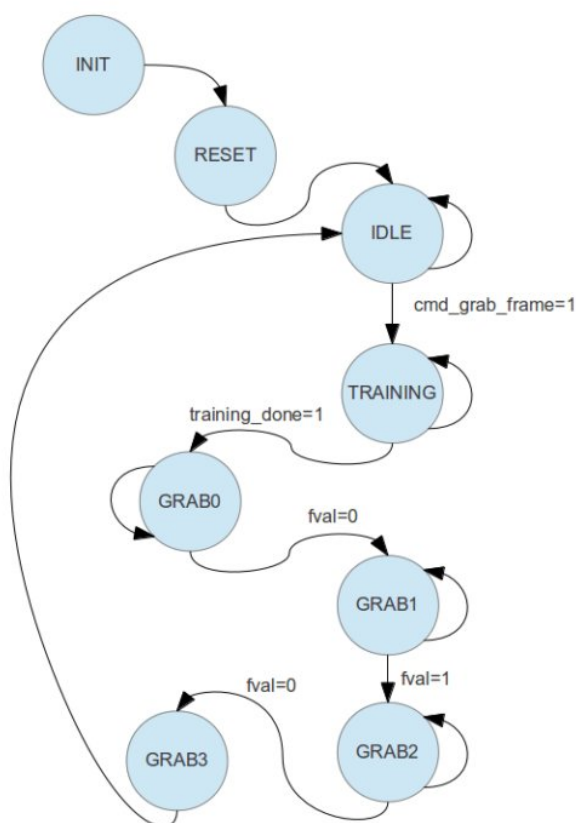 INIT
RESET
IDLE
cmd_grab_frame=1
TRAINING
training_done=1
GRAB0
fval=0
GRAB1
fval=1
fval=0
GRAB2
GRAB3